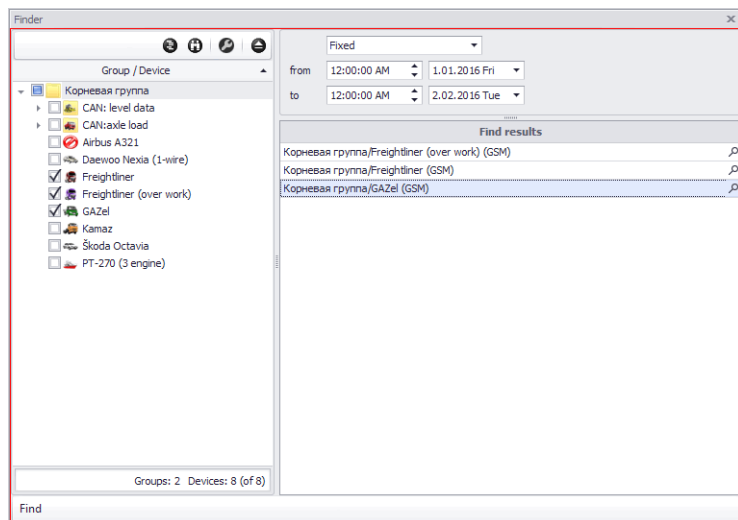 Finder
Group / Device
Корневая группа
CAN: level data
CAN:axle load
Airbus A321
Daewoo Nexia (1-wire)
Freightliner
Freightliner (over work)
GAZel
Kamaz
Škoda Octavia
PT-270 (3 engine)
Groups: 2 Devices: 8 (of 8)
Fixed
from 12:00:00 AM 1.01.2016 Fri
to 12:00:00 AM 2.02.2016 Tue
Find results
Корневая группа/Freightliner (over work) (GSM)
Корневая группа/Freightliner (GSM)
Корневая группа/GAZel (GSM)
Find